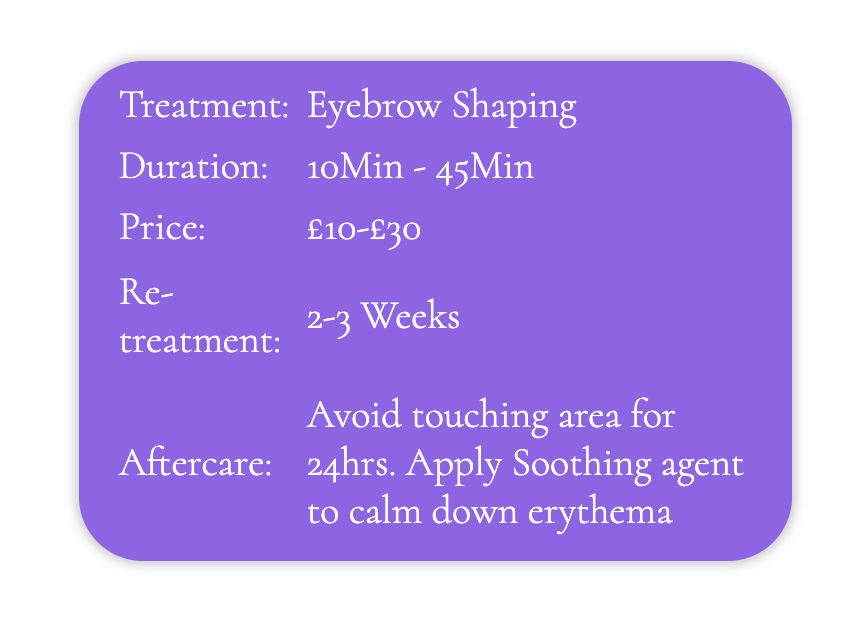 Treatment: Eyebrow Shaping
Duration: 10Min - 45Min
Price: £10-£30
Re-
treatment: 2-3 Weeks
Aftercare: Avoid touching area for
24hrs. Apply Soothing agent
to calm down erythema